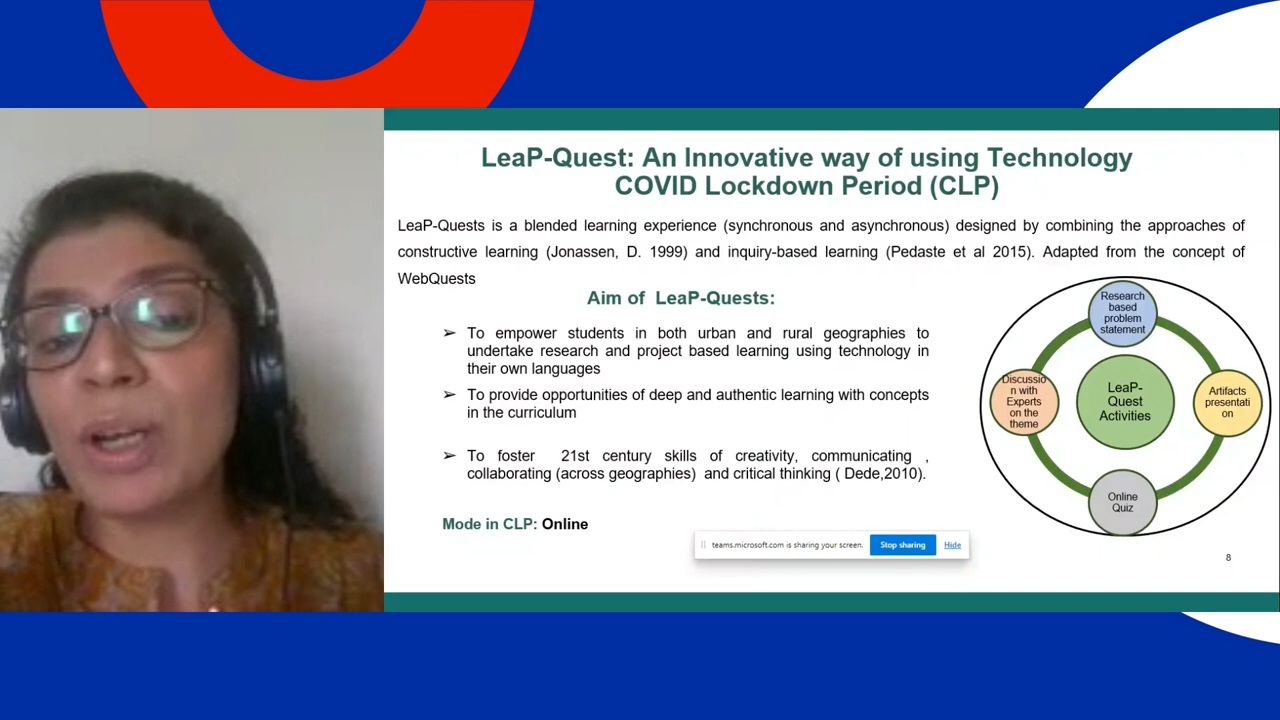 LeaP-Quest: An Innovative way of using Technology
COVID Lockdown Period (CLP)
LeaP-Quests is a blended learning experience (synchronous and asynchronous) designed by combining the approaches of
constructive learning (Jonassen, D. 1999) and inquiry-based learning (Pedaste et al 2015). Adapted from the concept of
WebQuests
Aim of LeaP-Quests:
➢ To empower students in both urban and rural geographies to
undertake research and project based learning using technology in
their own languages
➢ To provide opportunities of deep and authentic learning with concepts
in the curriculum
➢ To foster 21st century skills of creativity, communicating ,
collaborating (across geographies) and critical thinking ( Dede,2010).
Mode in CLP: Online
Research
based
problem
statement
Discussio
n with
Experts
on the
theme
LeaP-
Quest
Activities
Artifacts
presentati
on
Online
Quiz
teams.microsoft.com is sharing your screen.
Stop sharing
Hide
8